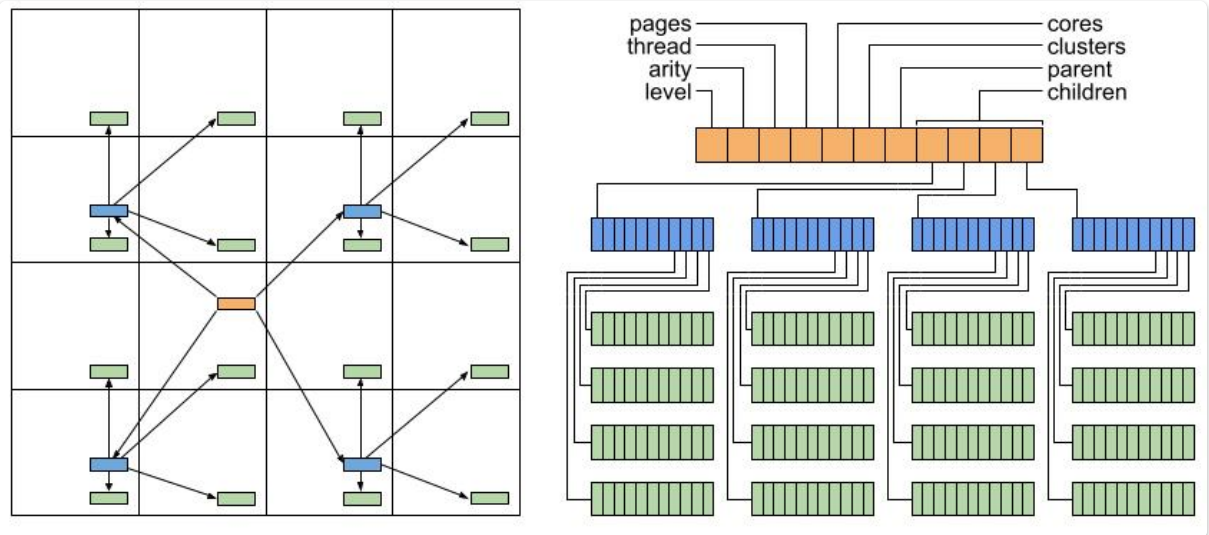 pages
thread
arity
level
cores
clusters
parent
children